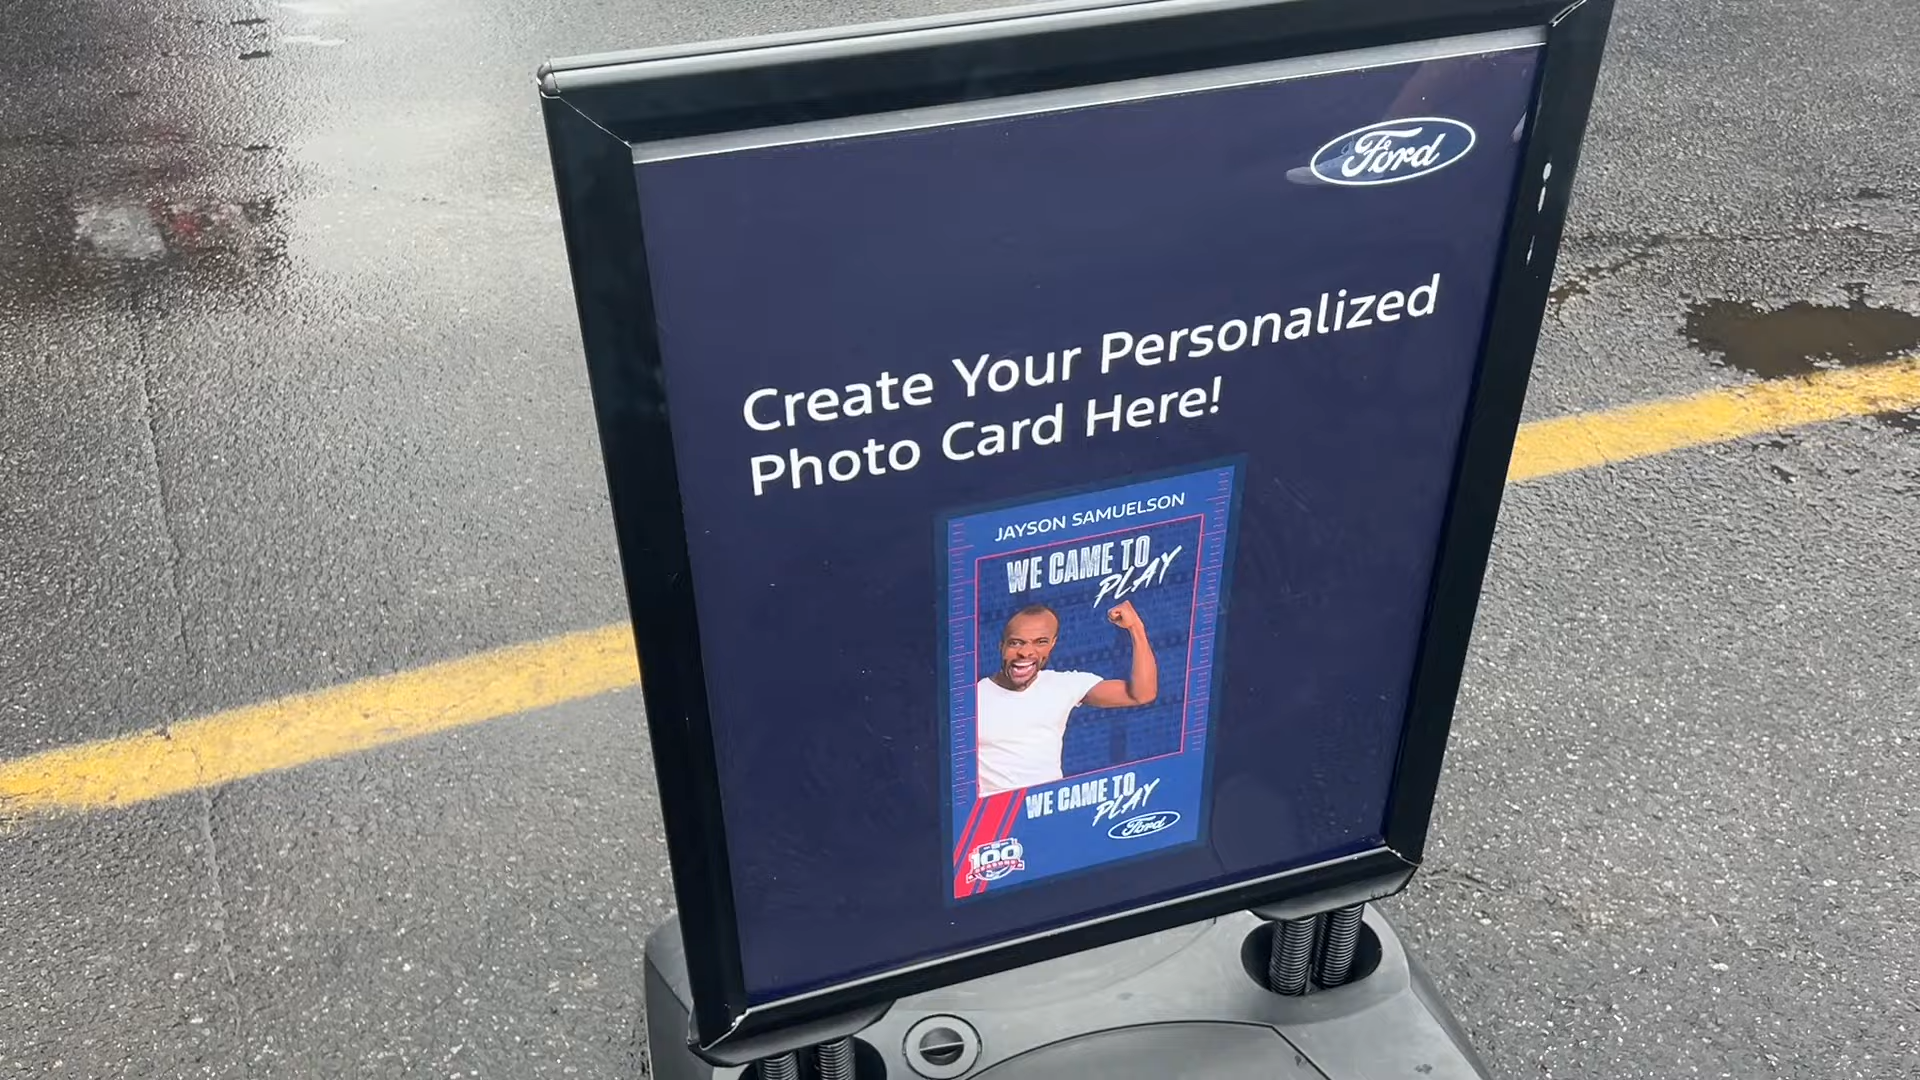 Ford
Create Your Personalized
Photo Card Here!
JAYSON SAMUELSON
WE CAME TO
PLAY
WE CAME TO
PLAY
Ford
100